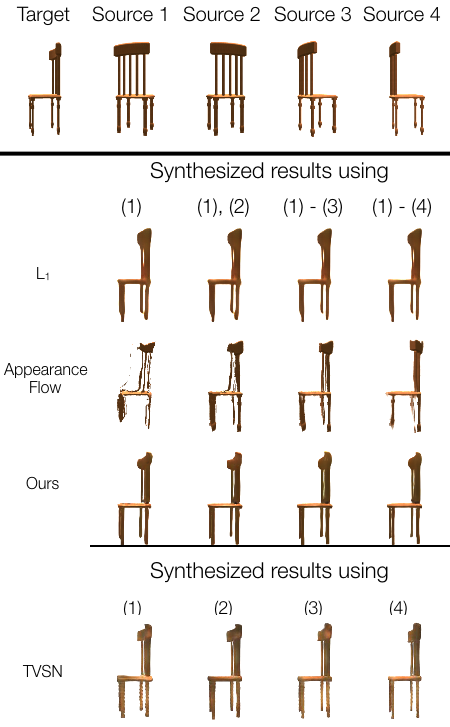 Target Source 1 Source 2 Source 3 Source 4
Synthesized results using
(1) (1), (2) (1) - (3) (1) - (4)
L₁
Appearance
Flow
Ours
Synthesized results using
(1) (2) (3) (4)
TVSN